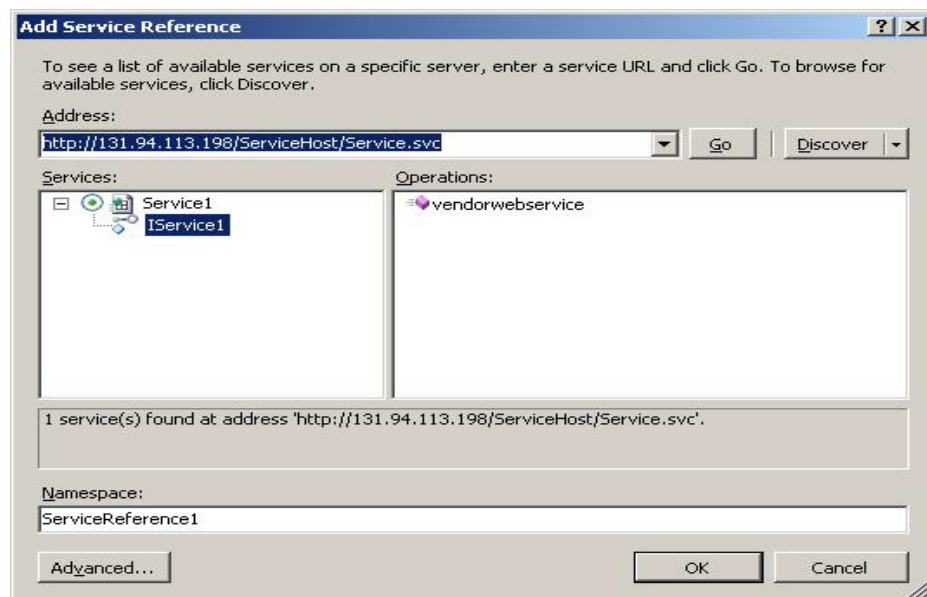 Add Service Reference
To see a list of available services on a specific server, enter a service URL and click Go. To browse for
available services, click Discover.
Address:
http://131.94.113.198/ServiceHost/Service.svc
Go
Discover
Services:
Operations:
Service1
IService1
vendorwebservice
1 service(s) found at address 'http://131.94.113.198/ServiceHost/Service.svc'.
Namespace:
ServiceReference1
Advanced...
OK
Cancel